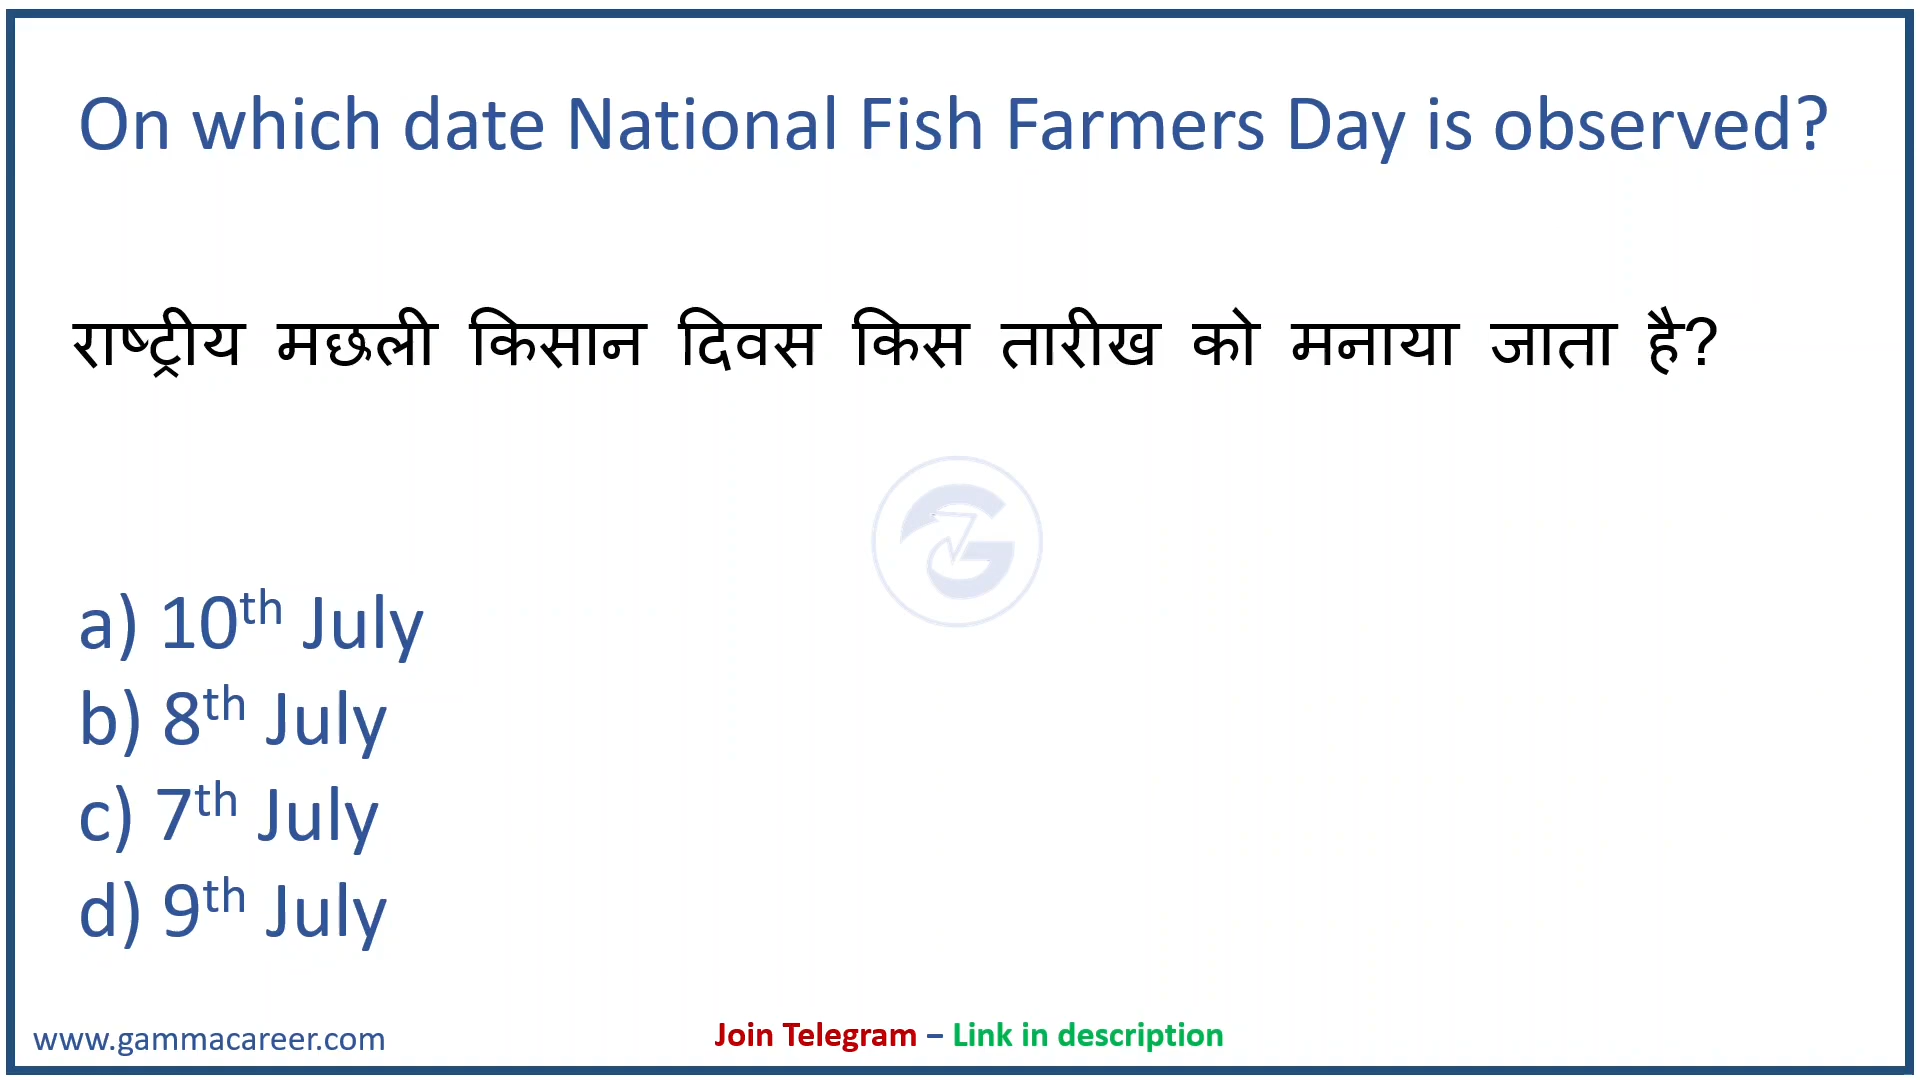 On which date National Fish Farmers Day is observed?
राष्ट्रीय मछली किसान दिवस किस तारीख को मनाया जाता है?
a) 10th July
b) 8th July
c) 7th July
d) 9th July
www.gammacareer.com
Join Telegram – Link in description